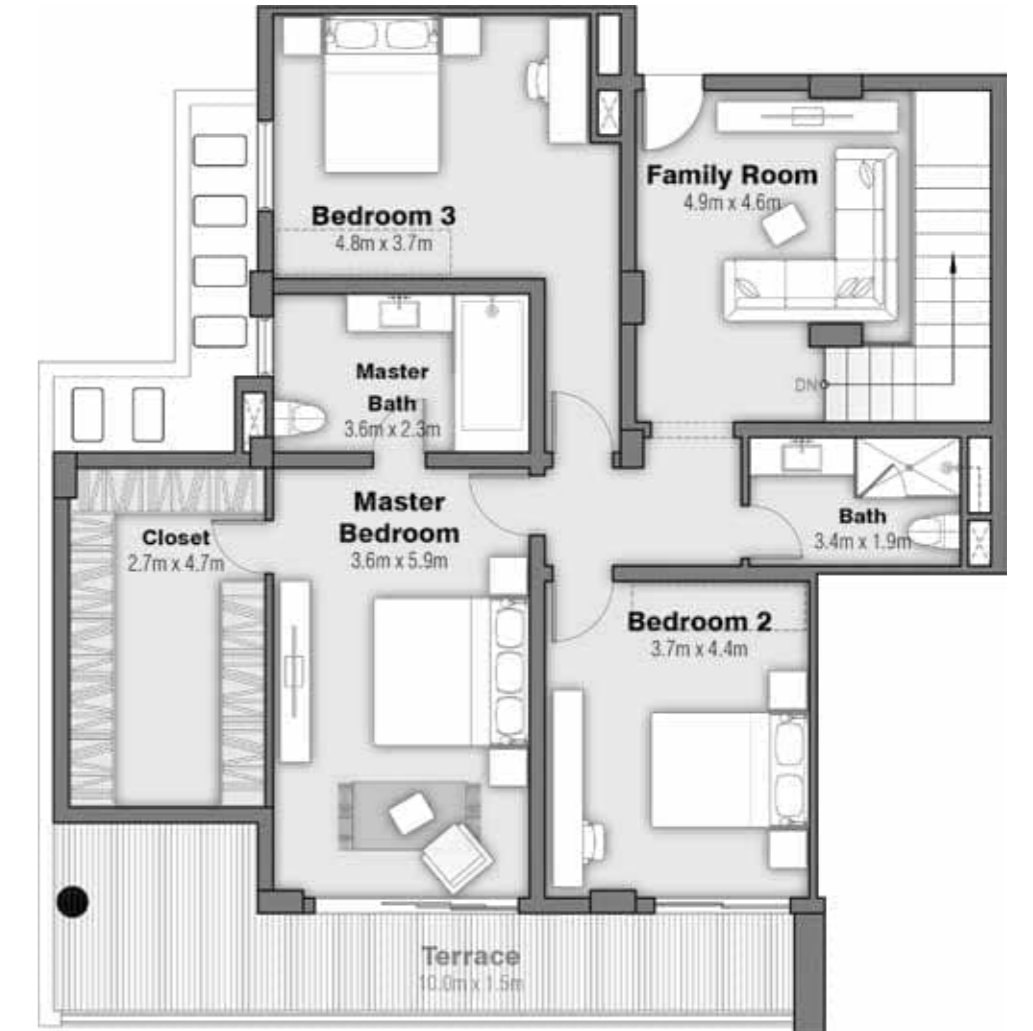 Family Room
4.9m x 4.6m
Bedroom 3
4.8m x 3.7m
Master
Bath
3.6m x 2.3m
DN
Master
Bedroom
3.6m x 5.9m
Closet
2.7m x 4.7m
Bath
3.4m x 1.9m
Bedroom 2
3.7m x 4.4m
Terrace
10.0m x 1.5m